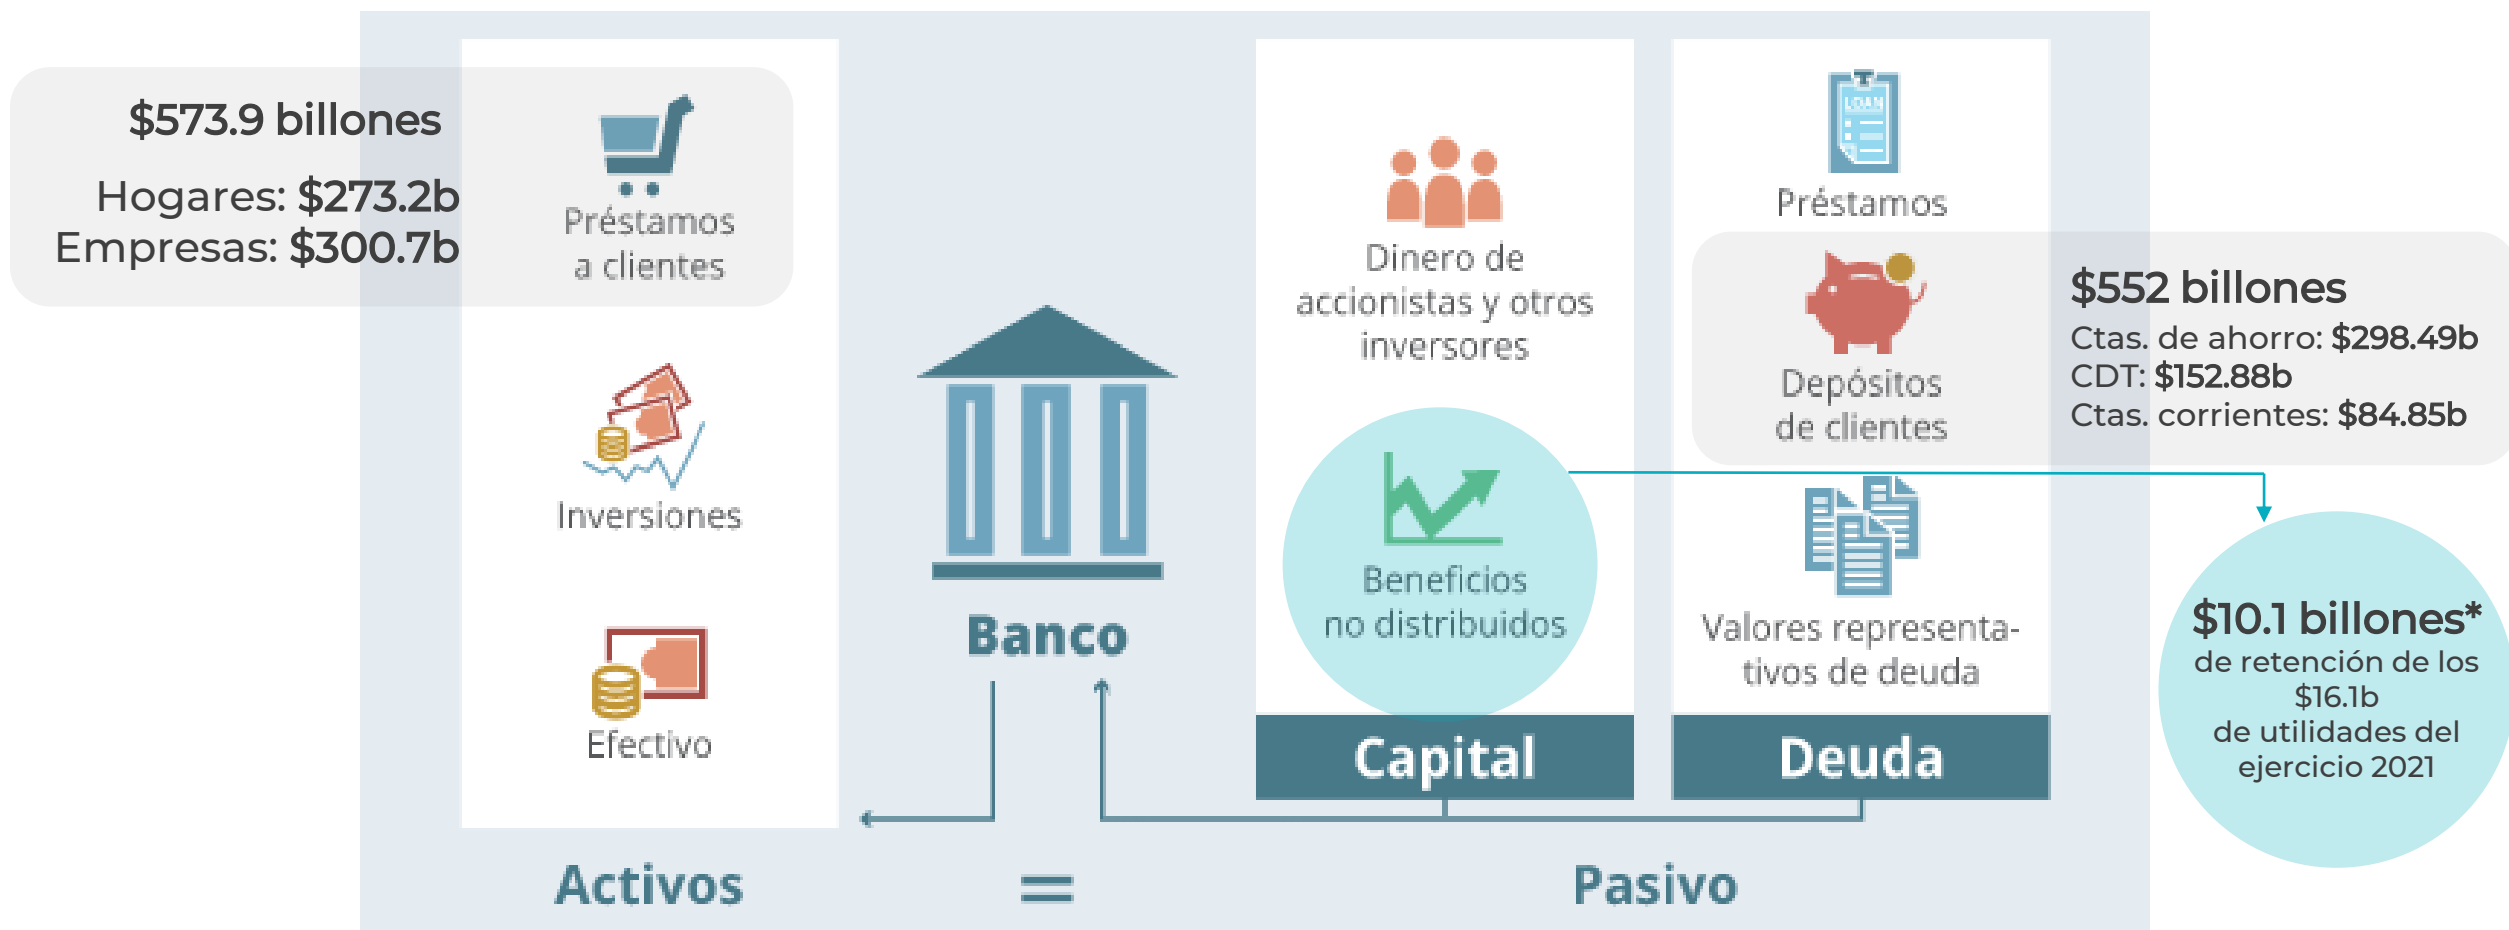 $573.9 billones
Hogares: $273.2b
Empresas: $300.7b
Préstamos
a clientes
Inversiones
Efectivo
Banco
Dinero de
accionistas y otros
inversores
Beneficios
no distribuidos
Capital
LOAN
Préstamos
Depósitos
de clientes
$552 billones
Ctas. de ahorro: $298.49b
CDT: $152.88b
Ctas. corrientes: $84.85b
Valores representa-
tivos de deuda
Deuda
$10.1 billones*
de retención de los
$16.1b
de utilidades del
ejercicio 2021
Activos
=
Pasivo